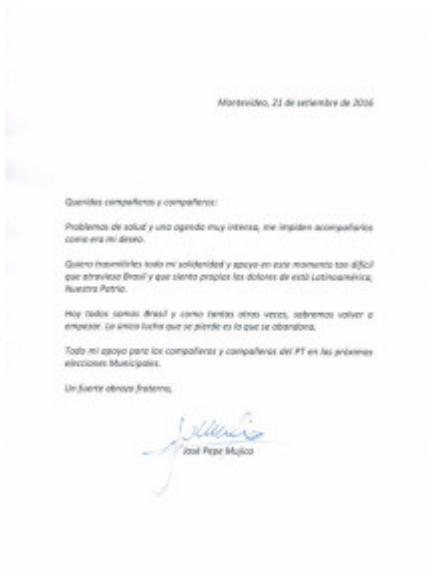 Montevideo, 21 de setiembre de 2016
Queridas compañeras y compañeros:
Problemas de salud y una agenda muy intensa, me impiden acompañarlos
como era mi deseo.
Quiero trasmitirles toda mi solidaridad y apoyo en este momento tan difícil
que atraviesa Brasil y que siento propios los dolores de está Latinoamérica,
Nuestra Patria.
Hoy todos somos Brasil y como tantas otras veces, sabremos volver a
empezar. La única lucha que se pierde es la que se abandona.
Todo mi apoyo para los compañeros y compañeras del PT en las próximas
elecciones Municipales.
Un fuerte abrazo fraterno,
José Pepe Mujica